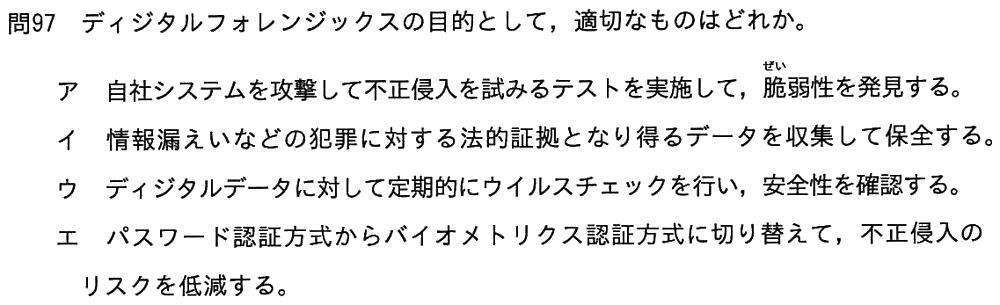 問97 ディジタルフォレンジックスの目的として，適切なものはどれか。
ぜい
ア 自社システムを攻撃して不正侵入を試みるテストを実施して，脆弱性を発見する。
イ 情報漏えいなどの犯罪に対する法的証拠となり得るデータを収集して保全する。
ウ ディジタルデータに対して定期的にウイルスチェックを行い，安全性を確認する。
エ パスワード認証方式からバイオメトリクス認証方式に切り替えて，不正侵入の
リスクを低減する。